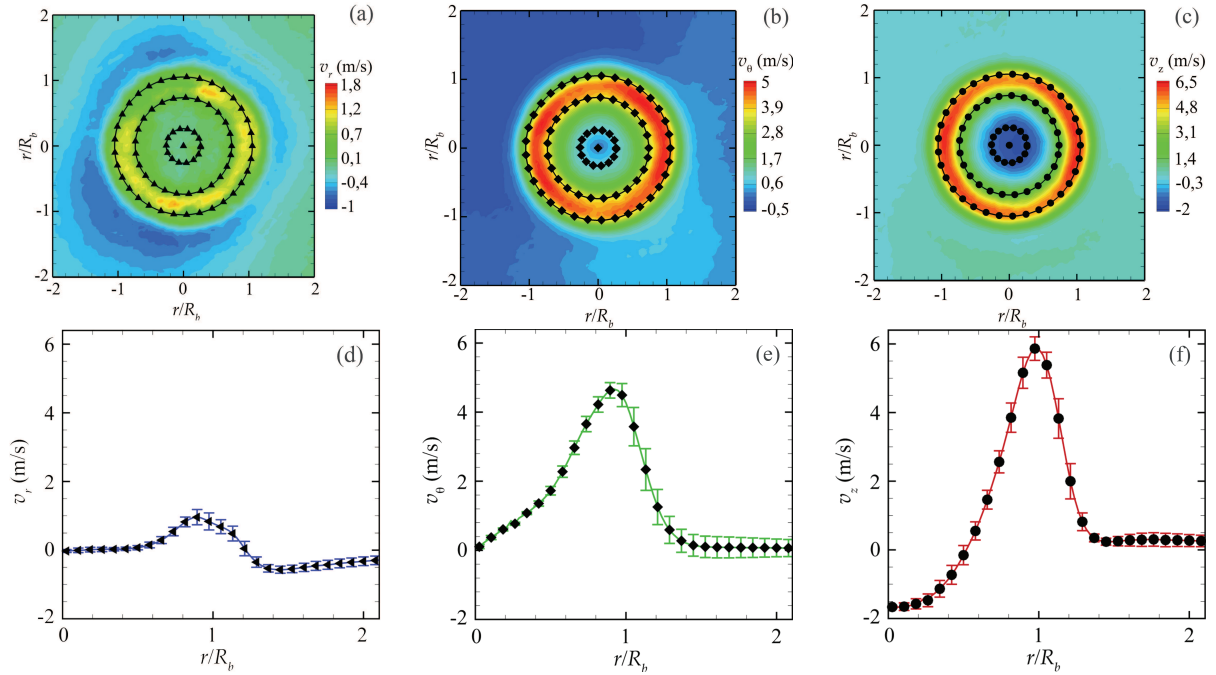 (a)
2
1
0
-1
-2
r/R_b
-2 -1 0 1 2
r/R_b
v_r (m/s)
1,8
1,3
0,7
0,1
-0,4
-1
(b)
2
1
0
-1
-2
r/R_b
-2 -1 0 1 2
r/R_b
v_θ (m/s)
5
3,9
2,8
1,7
0,6
-0,5
(c)
2
1
0
-1
-2
r/R_b
-2 -1 0 1 2
r/R_b
v_z (m/s)
6,5
4,8
3,1
1,4
-0,3
-2
(d)
6
4
2
0
-2
v_r (m/s)
0 1 2
r/R_b
(e)
6
4
2
0
-2
v_θ (m/s)
0 1 2
r/R_b
(f)
6
4
2
0
-2
v_z (m/s)
0 1 2
r/R_b